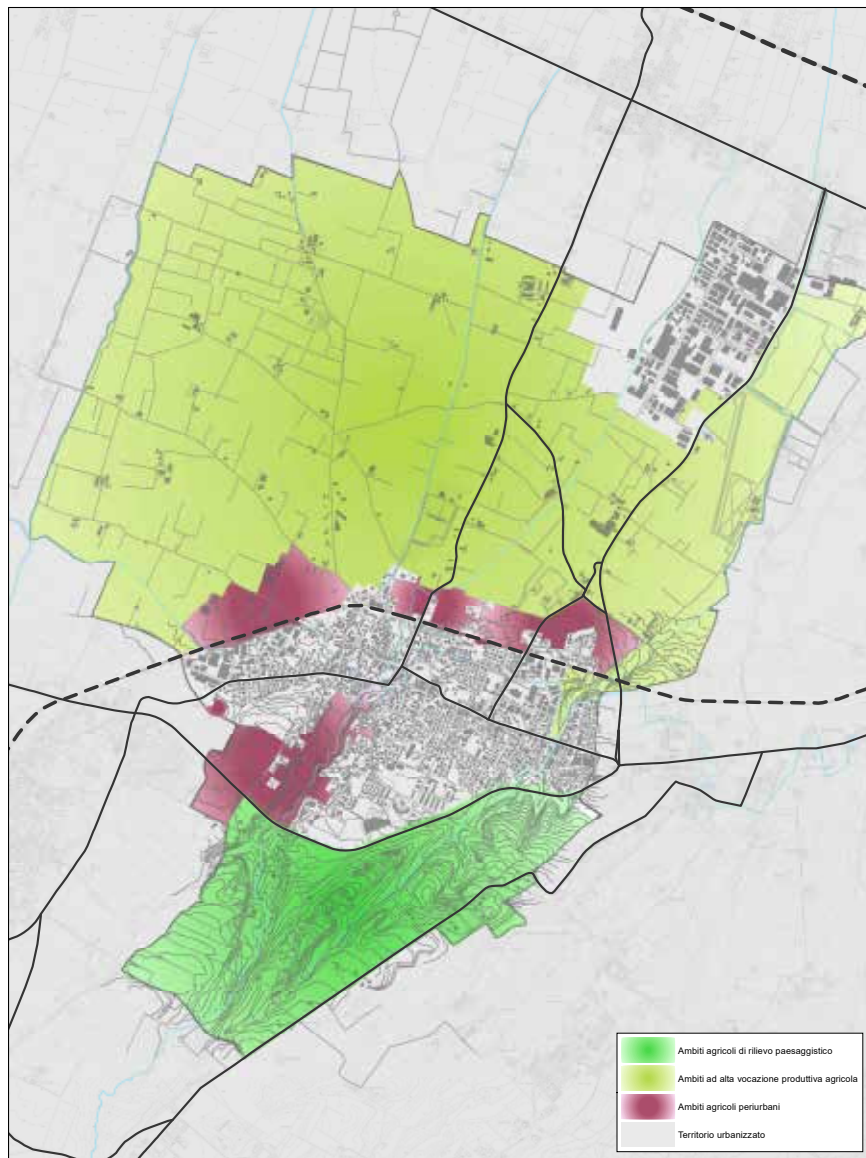 Ambiti agricoli di rilievo paesaggistico
Ambiti ad alta vocazione produttiva agricola
Ambiti agricoli periurbani
Territorio urbanizzato